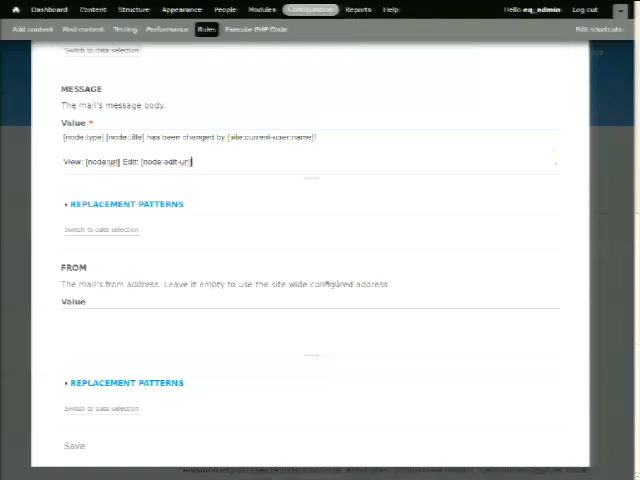 Dashboard Content Structure Appearance People Modules Configuration Reports Help Hello eq_admin Log out
Add content Find content Testing Performance Rules Execute PHP Code Edit shortcuts
Switch to data selection
MESSAGE
The mail's message body.
Value *
[node:type] [node:title] has been changed by [site:current-user:name]!
View: [node:url] Edit: [node:edit-url]
REPLACEMENT PATTERNS
Switch to data selection
FROM
The mail's from address. Leave it empty to use the site wide configured address.
Value
REPLACEMENT PATTERNS
Switch to data selection
Save